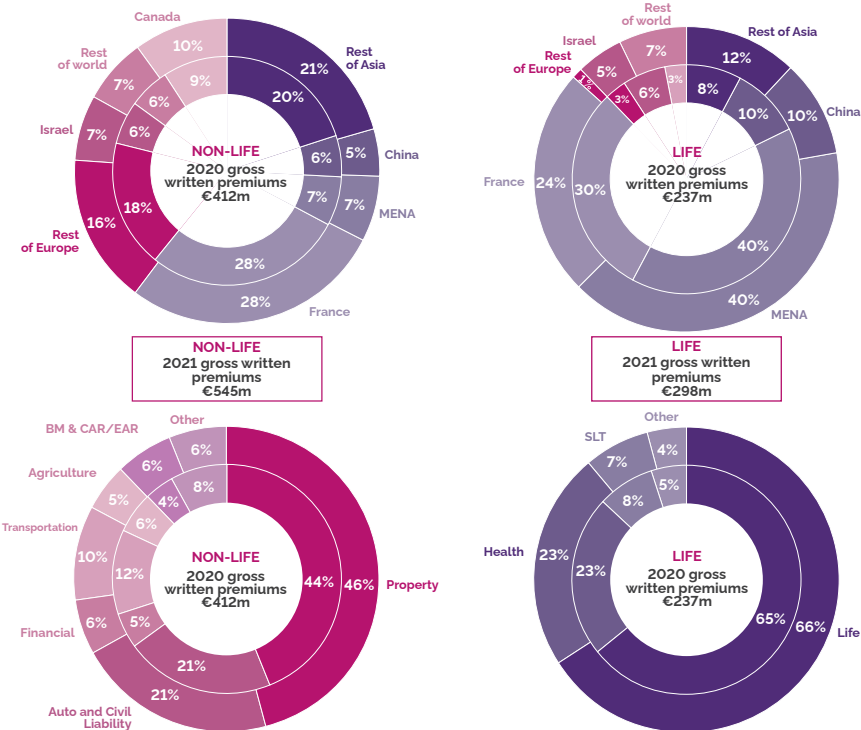 Canada
10%
9%
Rest
of world
7%
6%
Israel
7%
6%
21%
20%
Rest
of Asia
6%
5%
China
7%
7%
MENA
NON-LIFE
2020 gross
written premiums
€412m
18%
16%
Rest
of Europe
28%
28%
France
Rest
of world
7%
3%
Israel
5%
6%
Rest
of Europe
1%
3%
Rest of Asia
12%
8%
China
10%
10%
LIFE
2020 gross
written premiums
€237m
France
24%
30%
40%
40%
MENA
NON-LIFE
2021 gross written
premiums
€545m
LIFE
2021 gross written
premiums
€298m
Other
6%
8%
BM & CAR/EAR
6%
4%
Agriculture
5%
6%
Transportation
10%
12%
NON-LIFE
2020 gross
written premiums
€412m
44%
46%
Property
Financial
6%
5%
21%
21%
Auto and Civil
Liability
Other
4%
5%
SLT
7%
8%
Health
23%
23%
LIFE
2020 gross
written premiums
€237m
65%
66%
Life